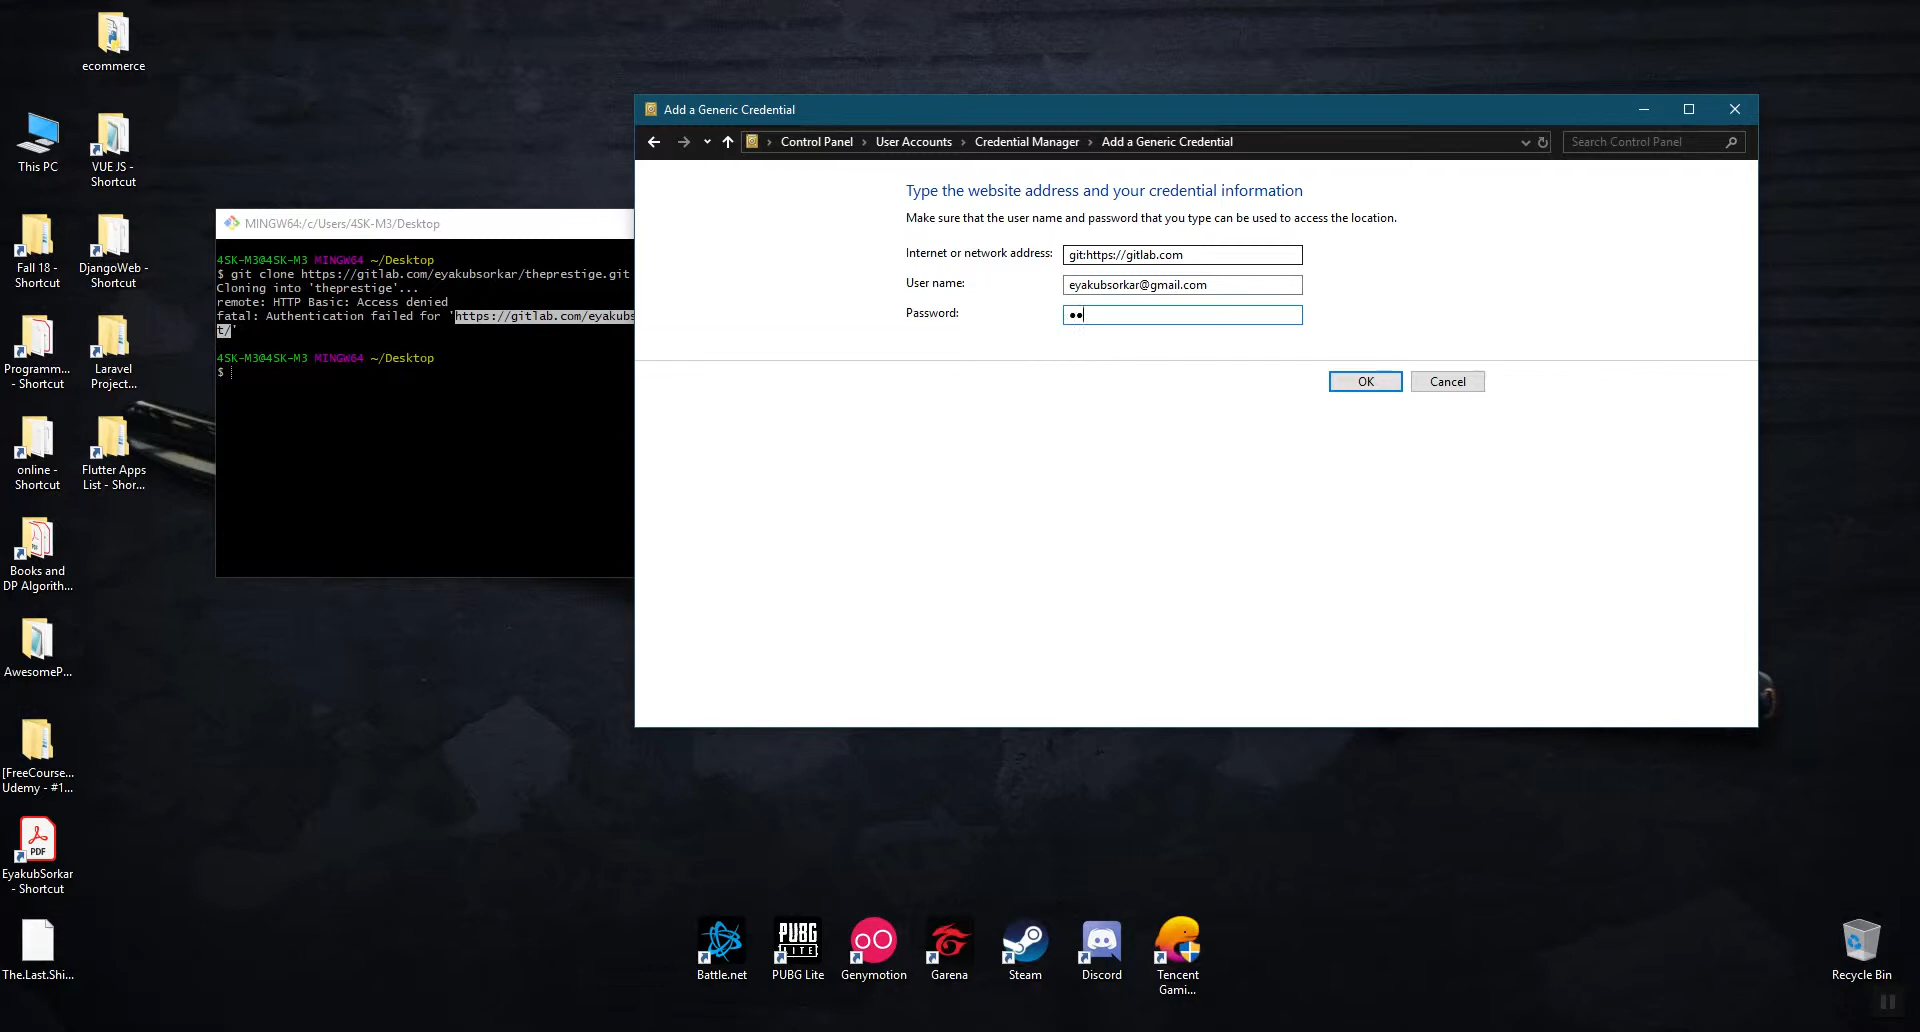 ecommerce
This PC
VUE JS -
Shortcut
Fall 18 -
Shortcut
DjangoWeb -
Shortcut
Programm...
- Shortcut
Laravel
Project...
online -
Shortcut
Flutter Apps
List - Shor...
Books and
DP Algorith...
AwesomeP...
[FreeCourse...
Udemy - #1...
PDF
EyakubSorkar
- Shortcut
The.Last.Shi...
MINGW64:/c/Users/4SK-M3/Desktop
4SK-M3@4SK-M3 MINGW64 ~/Desktop
$ git clone https://gitlab.com/eyakubsorkar/theprestige.git
Cloning into 'theprestige'...
remote: HTTP Basic: Access denied
fatal: Authentication failed for 'https://gitlab.com/eyakubs
t/'
4SK-M3@4SK-M3 MINGW64 ~/Desktop
$
Add a Generic Credential
Control Panel > User Accounts > Credential Manager > Add a Generic Credential
Search Control Panel
Type the website address and your credential information
Make sure that the user name and password that you type can be used to access the location.
Internet or network address: git:https://gitlab.com
User name: eyakubsorkar@gmail.com
Password: ●●
OK Cancel
PUBG
LITE
Battle.net
PUBG Lite
Genymotion
Garena
Steam
Discord
Tencent
Gami...
Recycle Bin